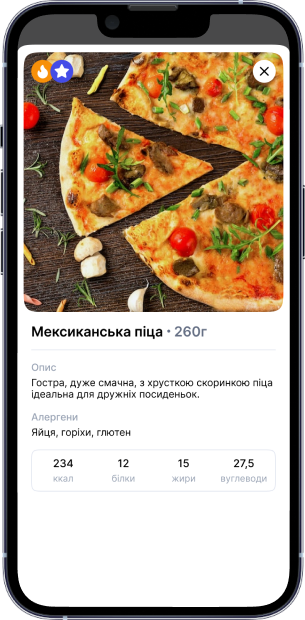 Мексиканська піца • 260г
Опис
Гостра, дуже смачна, з хрусткою скоринкою піца
ідеальна для дружніх посиденьок.
Алергени
Яйця, горіхи, глютен
234 12 15 27,5
ккал білки жири вуглеводи